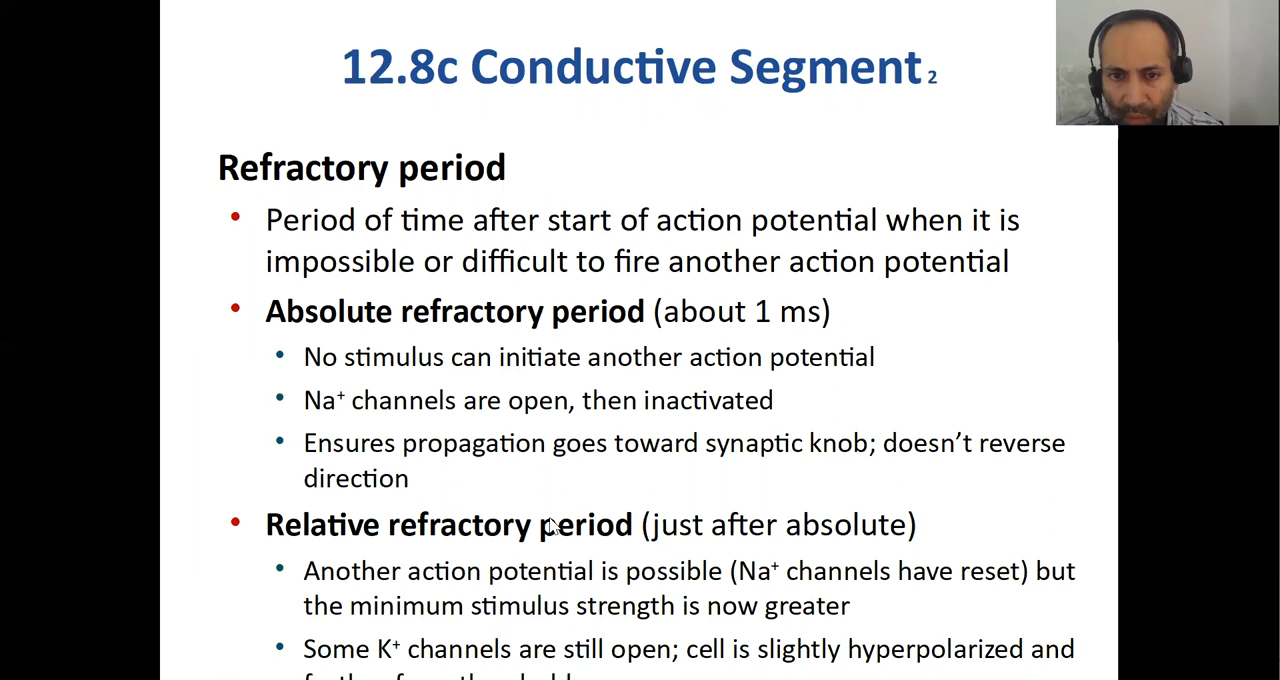 12.8c Conductive Segment 2
Refractory period
• Period of time after start of action potential when it is
impossible or difficult to fire another action potential
• Absolute refractory period (about 1 ms)
• No stimulus can initiate another action potential
• Na⁺ channels are open, then inactivated
• Ensures propagation goes toward synaptic knob; doesn’t reverse
direction
• Relative refractory period (just after absolute)
• Another action potential is possible (Na⁺ channels have reset) but
the minimum stimulus strength is now greater
• Some K⁺ channels are still open; cell is slightly hyperpolarized and